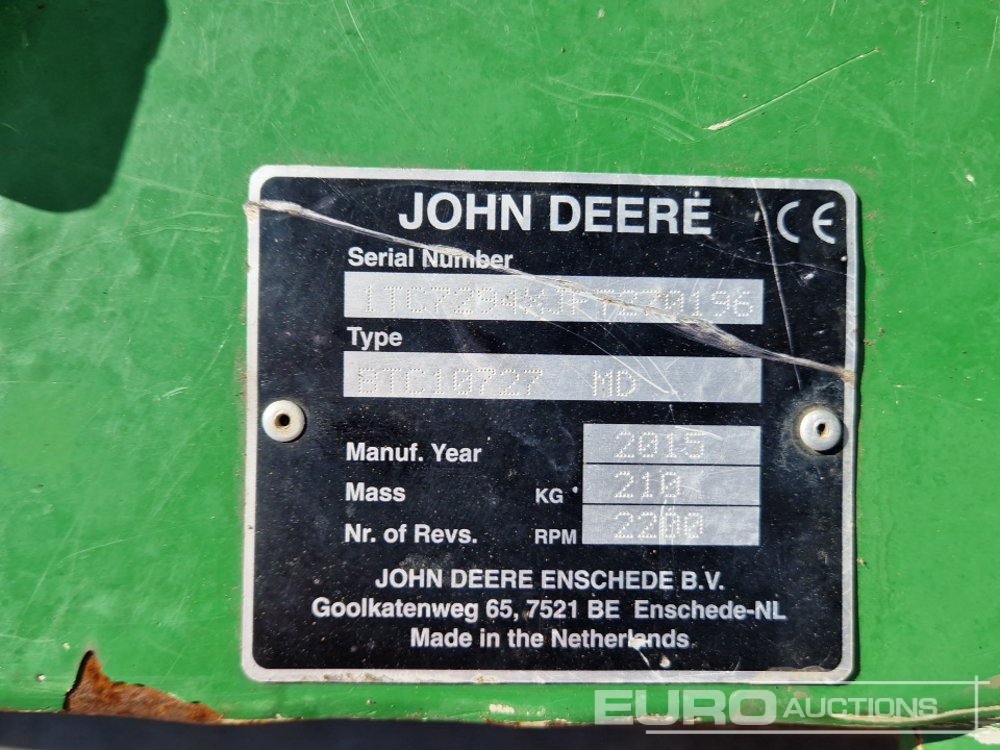 JOHN DEERE CE
Serial Number
Type
MD
Manuf. Year 2015
Mass KG 210
Nr. of Revs. RPM 2200
JOHN DEERE ENSCHEDE B.V.
Goolkatenweg 65, 7521 BE Enschede-NL
Made in the Netherlands
EURO AUCTIONS